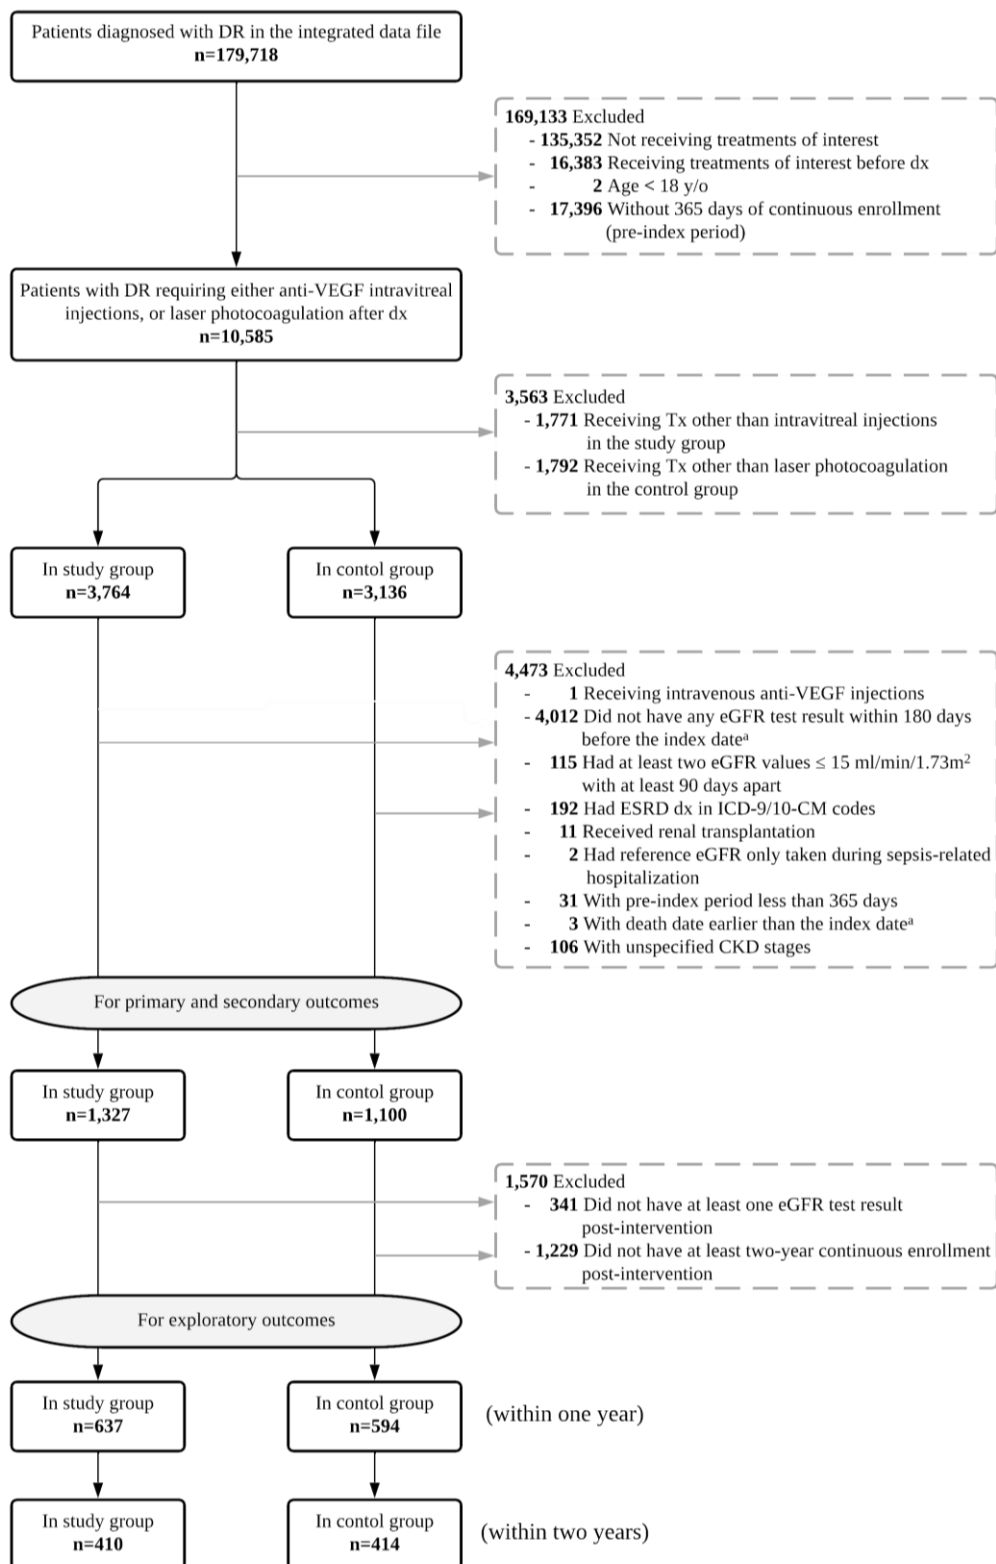 Patients diagnosed with DR in the integrated data file
n=179,718
169,133 Excluded
- 135,352 Not receiving treatments of interest
- 16,383 Receiving treatments of interest before dx
- 2 Age < 18 y/o
- 17,396 Without 365 days of continuous enrollment
(pre-index period)
Patients with DR requiring either anti-VEGF intravitreal
injections, or laser photocoagulation after dx
n=10,585
3,563 Excluded
- 1,771 Receiving Tx other than intravitreal injections
in the study group
- 1,792 Receiving Tx other than laser photocoagulation
in the control group
In study group
n=3,764
In contol group
n=3,136
4,473 Excluded
- 1 Receiving intravenous anti-VEGF injections
- 4,012 Did not have any eGFR test result within 180 days
before the index dateᵃ
- 115 Had at least two eGFR values ≤ 15 ml/min/1.73m²
with at least 90 days apart
- 192 Had ESRD dx in ICD-9/10-CM codes
- 11 Received renal transplantation
- 2 Had reference eGFR only taken during sepsis-related
hospitalization
- 31 With pre-index period less than 365 days
- 3 With death date earlier than the index dateᵃ
- 106 With unspecified CKD stages
For primary and secondary outcomes
In study group
n=1,327
In contol group
n=1,100
1,570 Excluded
- 341 Did not have at least one eGFR test result
post-intervention
- 1,229 Did not have at least two-year continuous enrollment
post-intervention
For exploratory outcomes
In study group
n=637
In contol group
n=594
(within one year)
In study group
n=410
In contol group
n=414
(within two years)